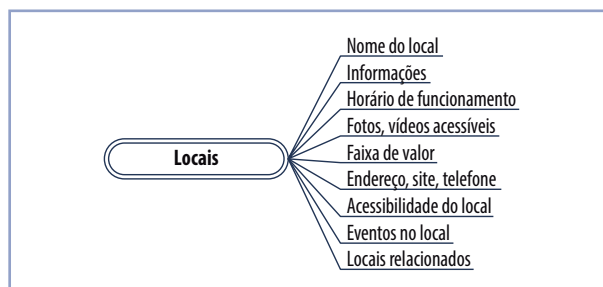 Locais
Nome do local
Informações
Horário de funcionamento
Fotos, vídeos acessíveis
Faixa de valor
Endereço, site, telefone
Acessibilidade do local
Eventos no local
Locais relacionados